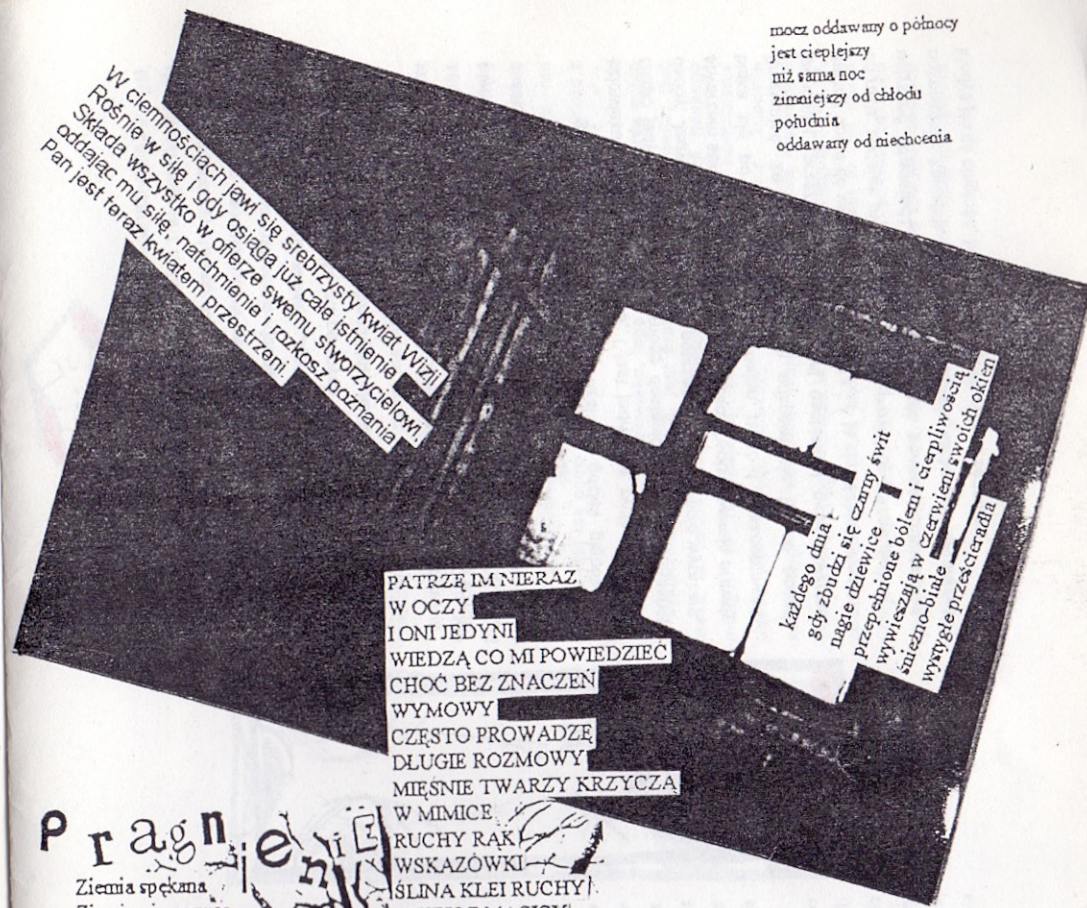 mocz oddawany o północy
jest cieplejszy
niż sama noc
zimniejszy od chłodu
południa
oddawany od niechcenia
W ciemnościach jawi się srebrzysty kwiat Wizji
Rośnie w siłę i gdy osiąga już całe istnienie
Składa wszystko w ofierze swemu stworzycielowi,
oddając mu siłę, natchnienie i rozkosz poznania
Pan jest teraz kwiatem przestrzeni.
każdego dnia
gdy zbudzi się czarny świt
nagie dziewice
przepełnione bólem i cierpliwością
wywieszają w czerwieni swoich okien
śnieżno-białe
wystygłe prześcieradła
PATRZĘ IM NIERAZ
W OCZY
I ONI JEDYNI
WIEDZĄ CO MI POWIEDZIEĆ
CHOĆ BEZ ZNACZEŃ
WYMOWY
CZĘSTO PROWADZĘ
DŁUGIE ROZMOWY
MIĘŚNIE TWARZY KRZYCZĄ
W MIMICE
RUCHY RĄK
WSKAZÓWKI
ŚLINA KLEI RUCHY
PragnieniE
Ziemia spękana